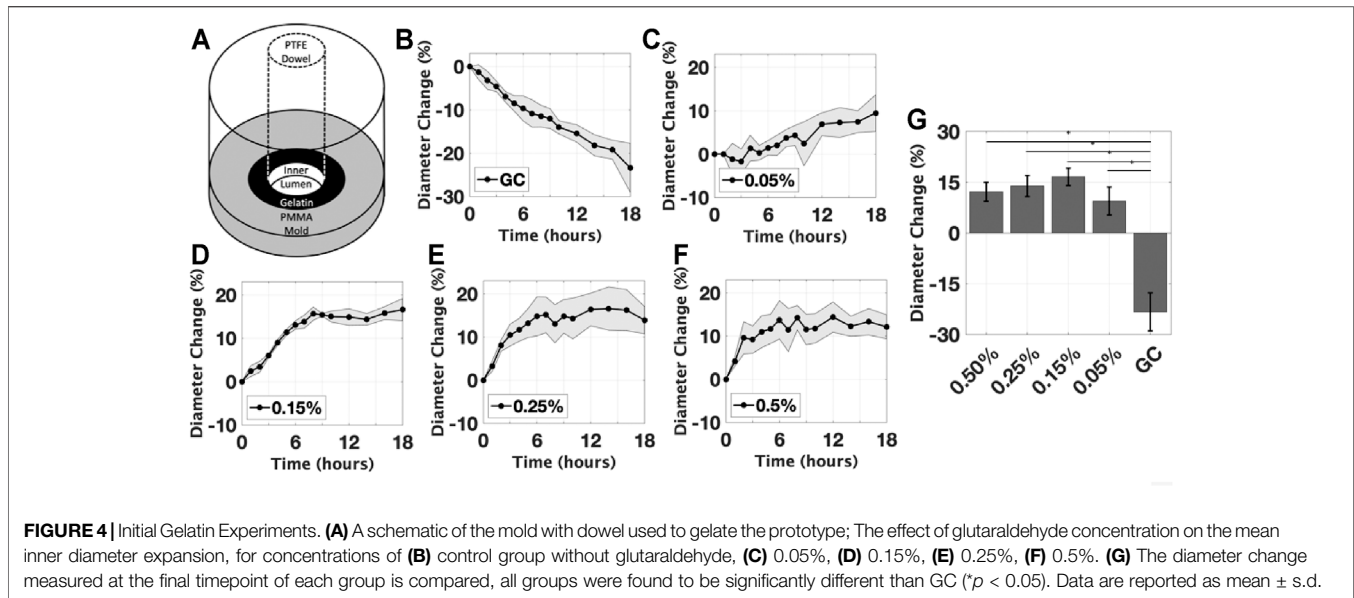 A
PTFE
Dowel
Inner
Lumen
Gelatin
PMMA
Mold
B
Diameter Change (%)
0
-10
-20
-30
GC
0 6 12 18
Time (hours)
C
Diameter Change (%)
20
10
0
-10
0.05%
0 6 12 18
Time (hours)
D
Diameter Change (%)
20
10
0
-10
0.15%
0 6 12 18
Time (hours)
E
Diameter Change (%)
20
10
0
-10
0.25%
0 6 12 18
Time (hours)
F
Diameter Change (%)
20
10
0
-10
0.5%
0 6 12 18
Time (hours)
G
Diameter Change (%)
30
15
0
-15
-30
*
*
*
*
0.50% 0.25% 0.15% 0.05% GC
FIGURE 4 | Initial Gelatin Experiments. (A) A schematic of the mold with dowel used to gelate the prototype; The effect of glutaraldehyde concentration on the mean
inner diameter expansion, for concentrations of (B) control group without glutaraldehyde, (C) 0.05%, (D) 0.15%, (E) 0.25%, (F) 0.5%. (G) The diameter change
measured at the final timepoint of each group is compared, all groups were found to be significantly different than GC (*p < 0.05). Data are reported as mean ± s.d.